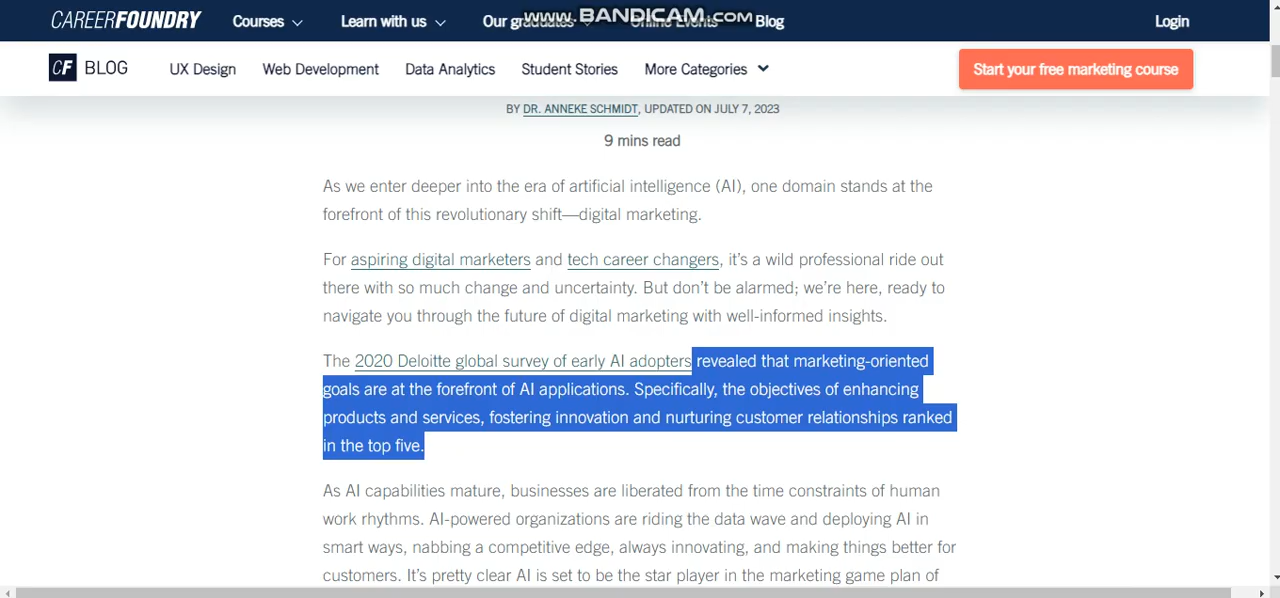 CAREERFOUNDRY Courses Learn with us Our graduates Online Events Blog Login
www.BANDICAM.com
CF BLOG UX Design Web Development Data Analytics Student Stories More Categories Start your free marketing course
BY DR. ANNEKE SCHMIDT, UPDATED ON JULY 7, 2023
9 mins read
As we enter deeper into the era of artificial intelligence (AI), one domain stands at the
forefront of this revolutionary shift—digital marketing.
For aspiring digital marketers and tech career changers, it’s a wild professional ride out
there with so much change and uncertainty. But don’t be alarmed; we’re here, ready to
navigate you through the future of digital marketing with well-informed insights.
The 2020 Deloitte global survey of early AI adopters revealed that marketing-oriented
goals are at the forefront of AI applications. Specifically, the objectives of enhancing
products and services, fostering innovation and nurturing customer relationships ranked
in the top five.
As AI capabilities mature, businesses are liberated from the time constraints of human
work rhythms. AI-powered organizations are riding the data wave and deploying AI in
smart ways, nabbing a competitive edge, always innovating, and making things better for
customers. It’s pretty clear AI is set to be the star player in the marketing game plan of